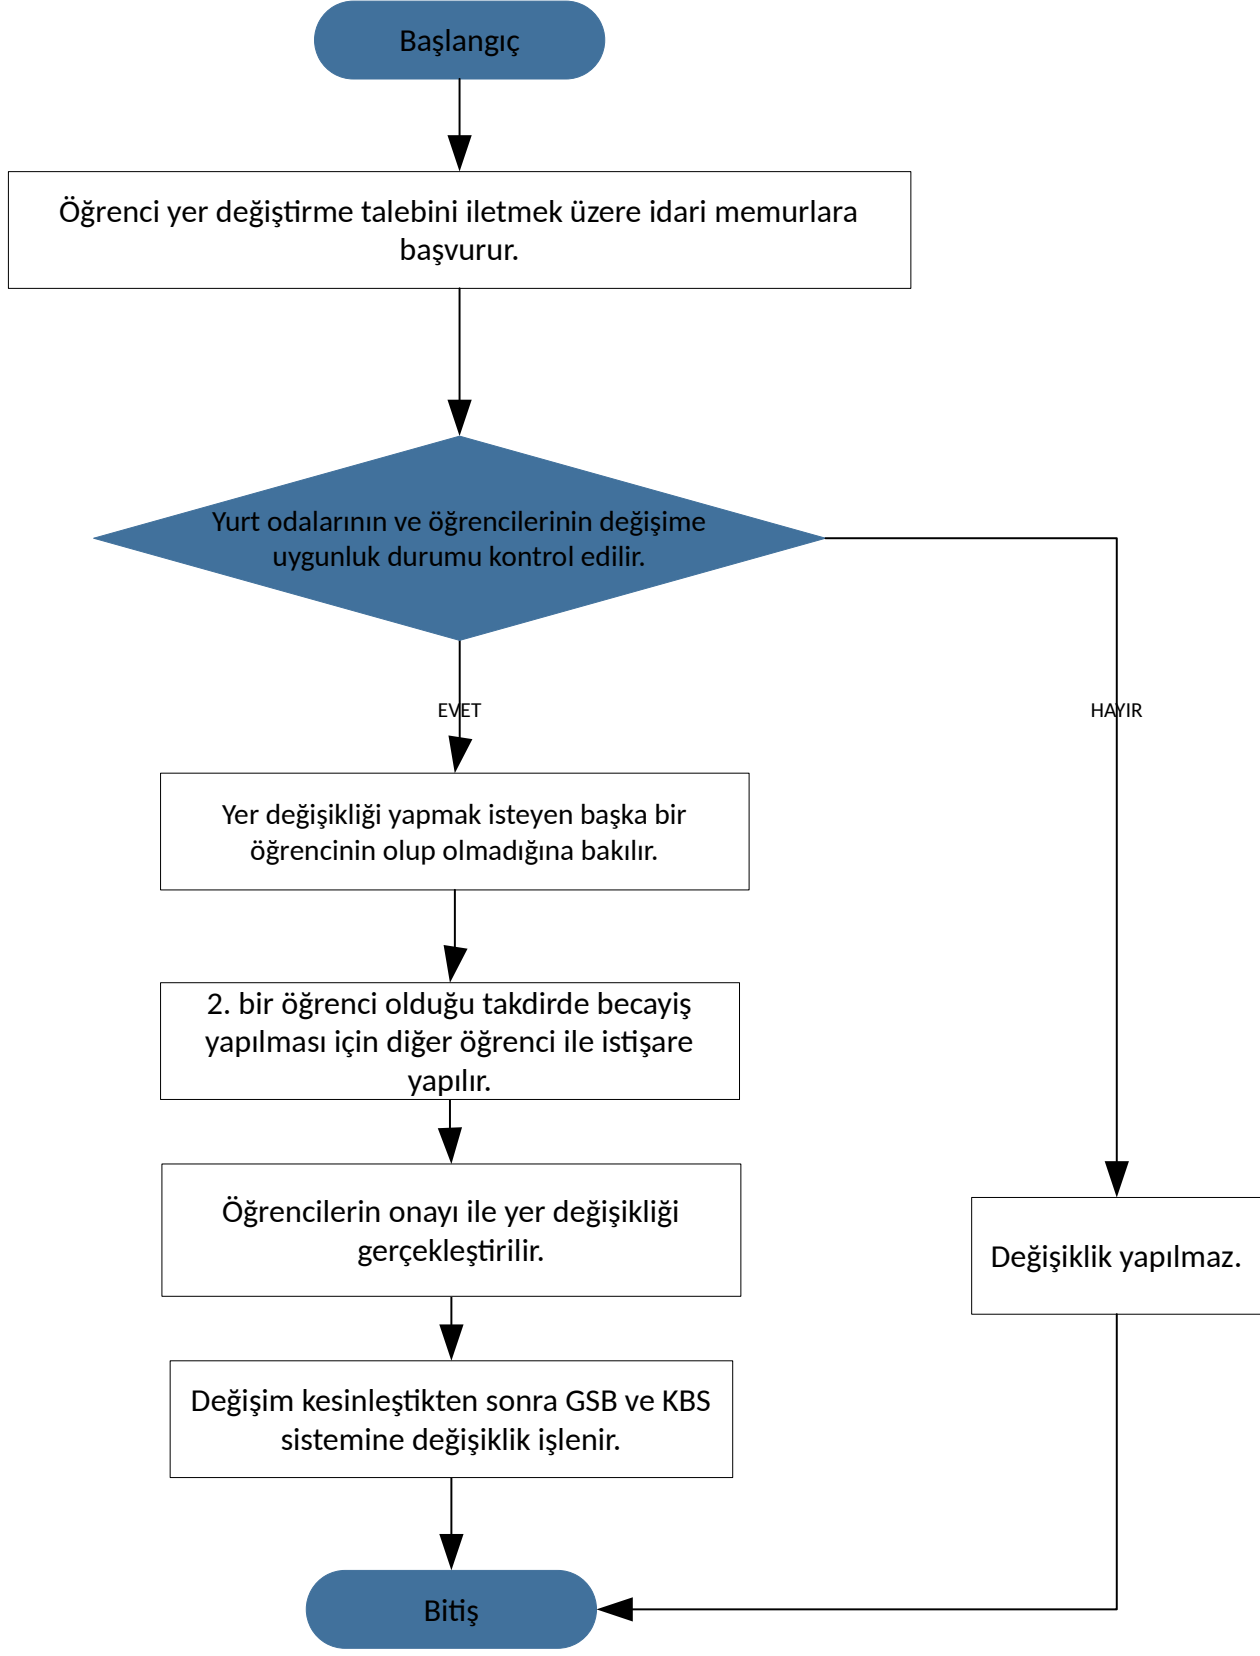 Başlangıç
Öğrenci yer değiştirme talebini iletmek üzere idari memurlara
başvurur.
Yurt odalarının ve öğrencilerinin değişime
uygunluk durumu kontrol edilir.
EVET
HAYIR
Yer değişikliği yapmak isteyen başka bir
öğrencinin olup olmadığına bakılır.
2. bir öğrenci olduğu takdirde becayiş
yapılması için diğer öğrenci ile istişare
yapılır.
Öğrencilerin onayı ile yer değişikliği
gerçekleştirilir.
Değişiklik yapılmaz.
Değişim kesinleştikten sonra GSB ve KBS
sistemine değişiklik işlenir.
Bitiş